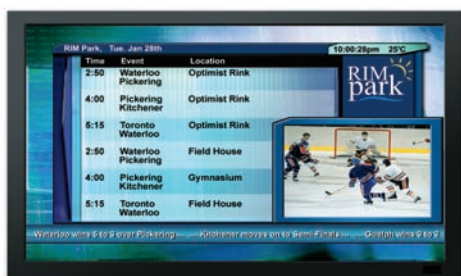 RIM Park, Tue. Jan 28th 10:00:28pm 25°C
Time Event Location
2:50 Waterloo Optimist Rink
Pickering
4:00 Pickering Optimist Rink
Kitchener
5:15 Toronto Optimist Rink
Waterloo
2:50 Waterloo Field House
Pickering
4:00 Pickering Gymnasium
Kitchener
5:15 Toronto Field House
Waterloo
RIM
park
Waterloo wins 5 to 3 over Pickering... ...Kitchener moves on to Semi-Finals... ...Guelph wins